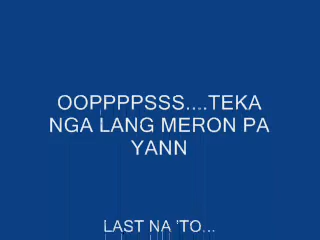 OOPPPPSSS....TEKA
NGA LANG MERON PA
YANN
LAST NA 'TO...